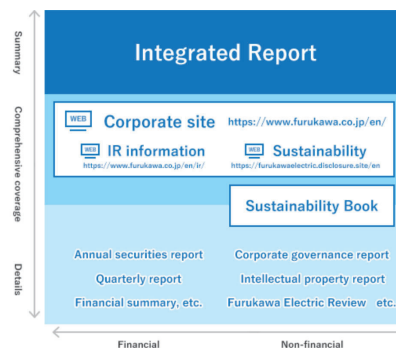 Summary
Comprehensive coverage
Details
Integrated Report
WEB Corporate site https://www.furukawa.co.jp/en/
WEB IR information WEB Sustainability
https://www.furukawa.co.jp/en/ir/ https://furukawaelectric.disclosure.site/en
Sustainability Book
Annual securities report Corporate governance report
Quarterly report Intellectual property report
Financial summary, etc. Furukawa Electric Review etc.
Financial Non-financial